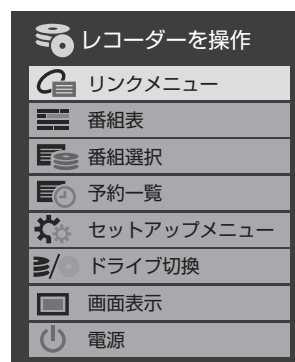 レコーダーを操作
リンクメニュー
番組表
番組選択
予約一覧
セットアップメニュー
ドライブ切換
画面表示
電源